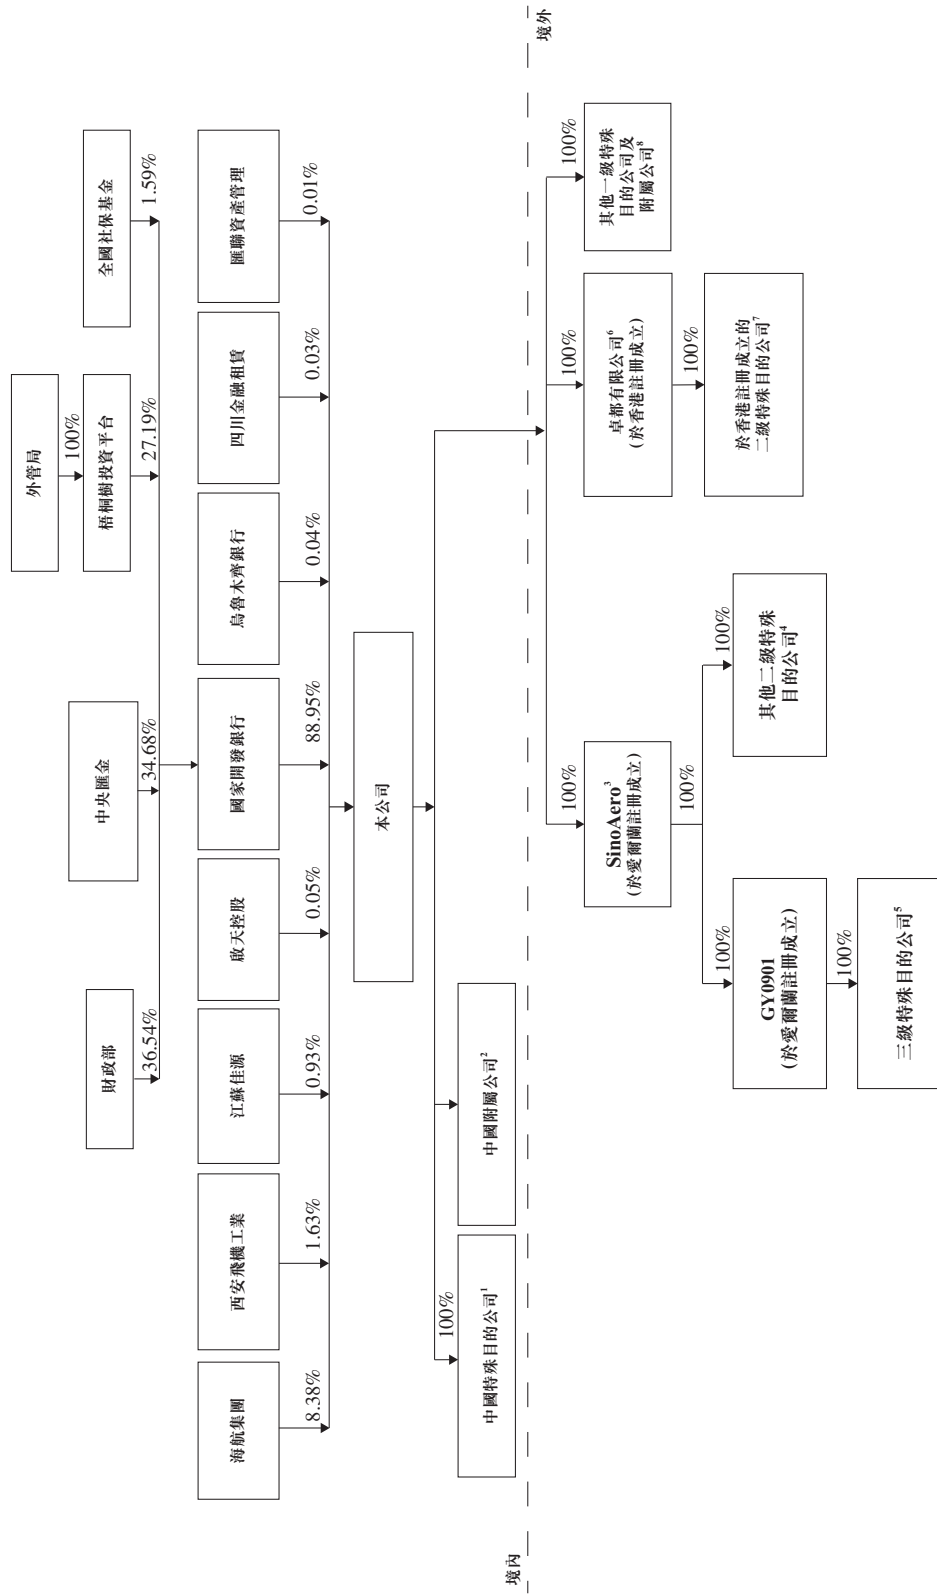 外管局
100%
財政部
中央匯金
梧桐樹投資平台
全國社保基金
36.54%
34.68%
27.19%
1.59%
海航集團
西安飛機工業
江蘇佳源
啟天控股
國家開發銀行
烏魯木齊銀行
四川金融租賃
匯聯資產管理
8.38%
1.63%
0.93%
0.05%
88.95%
0.04%
0.03%
0.01%
本公司
100%
中國特殊目的公司1
中國附屬公司2
境內
境外
100%
100%
100%
SinoAero3
(於愛爾蘭註冊成立)
卓都有限公司6
(於香港註冊成立)
其他一級特殊
目的公司及
附屬公司8
100%
100%
100%
100%
GY0901
(於愛爾蘭註冊成立)
其他二級特殊
目的公司4
於香港註冊成立的
二級特殊目的公司7
100%
三級特殊目的公司5